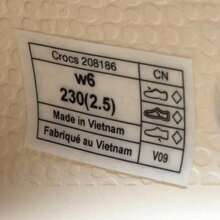 Crocs 208186
CN
W6
230(2.5)
Made in Vietnam
Fabriqué au Vietnam
V09